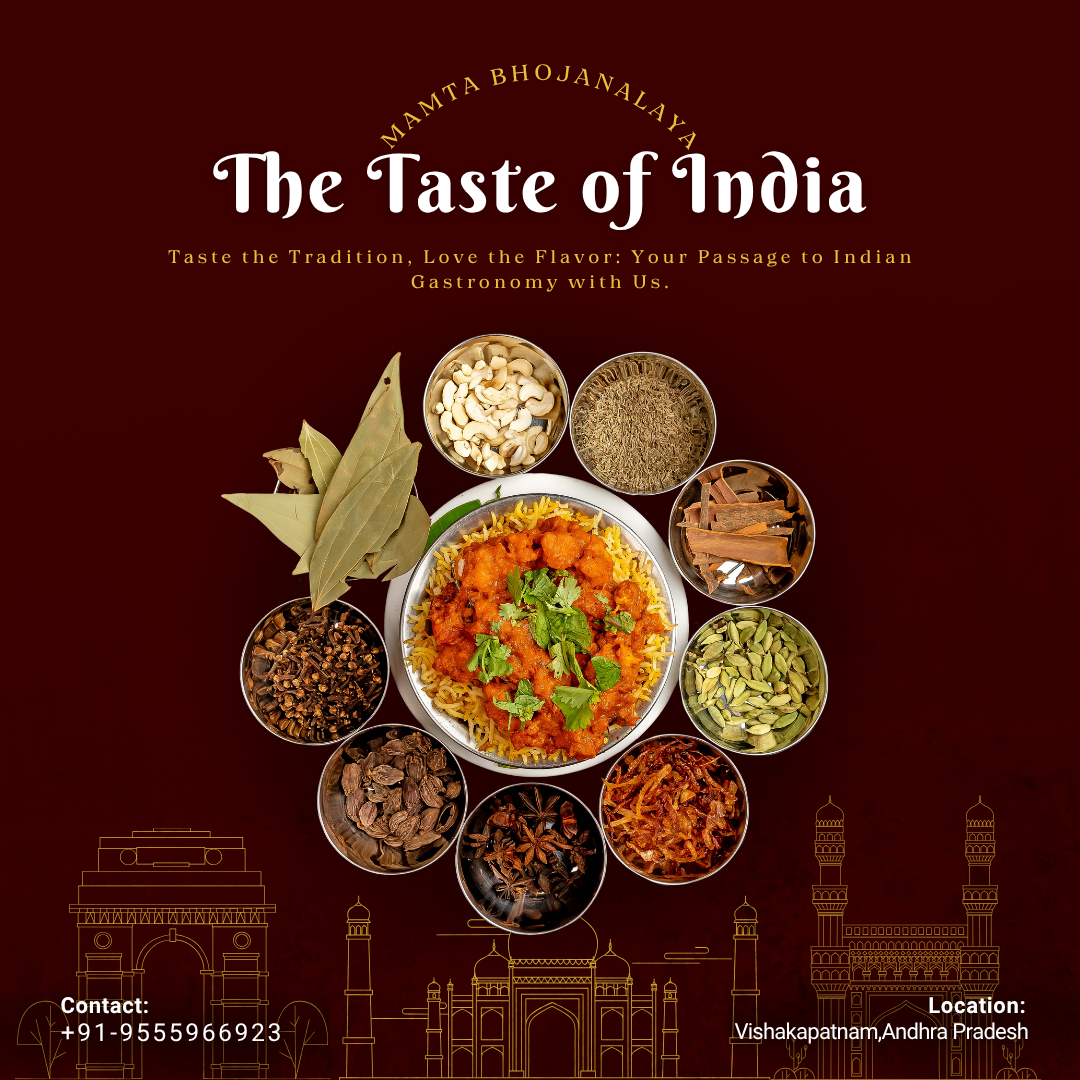 MAMTA BHOJANALAYA
The Taste of India
Taste the Tradition, Love the Flavor: Your Passage to Indian
Gastronomy with Us.
Contact:
+91-9555966923
Location:
Vishakapatnam,Andhra Pradesh